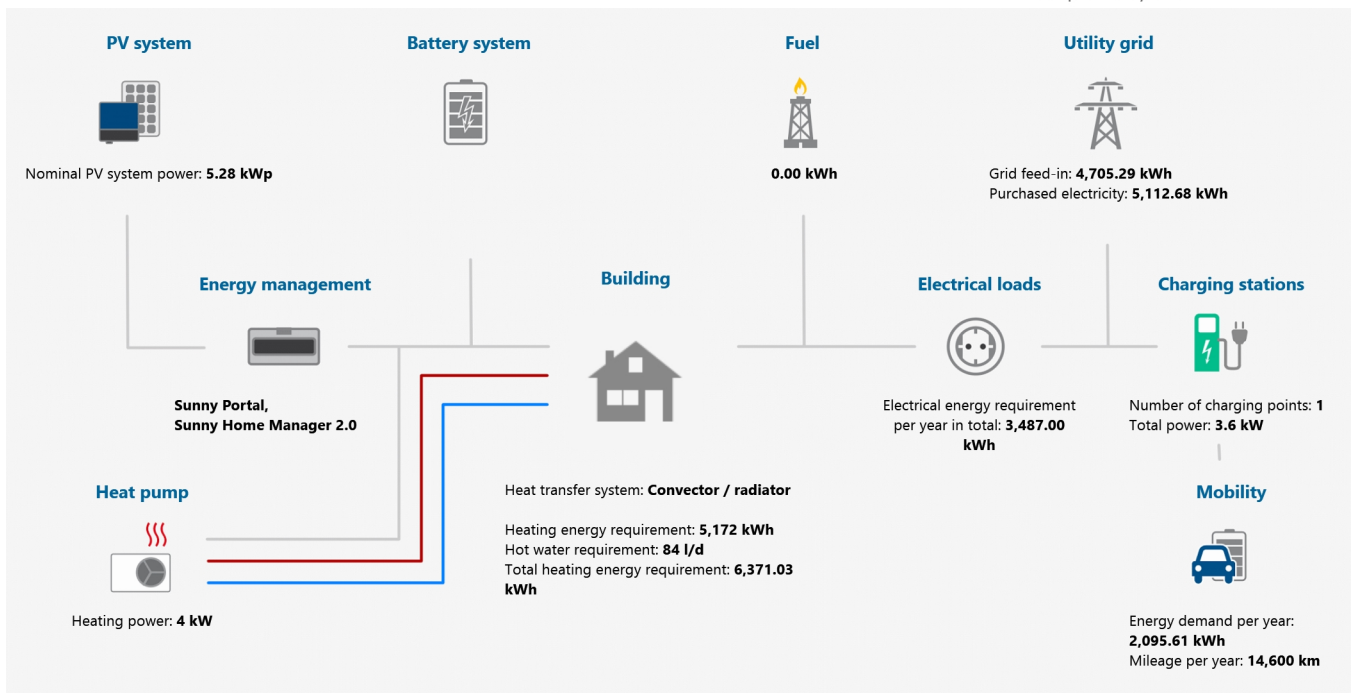 PV system
Battery system
Fuel
Utility grid
Nominal PV system power: 5.28 kWp
0.00 kWh
Grid feed-in: 4,705.29 kWh
Purchased electricity: 5,112.68 kWh
Energy management
Building
Electrical loads
Charging stations
Sunny Portal,
Sunny Home Manager 2.0
Electrical energy requirement
per year in total: 3,487.00
kWh
Number of charging points: 1
Total power: 3.6 kW
Heat pump
Heat transfer system: Convector / radiator
Heating energy requirement: 5,172 kWh
Hot water requirement: 84 l/d
Total heating energy requirement: 6,371.03
kWh
Mobility
Heating power: 4 kW
Energy demand per year:
2,095.61 kWh
Mileage per year: 14,600 km